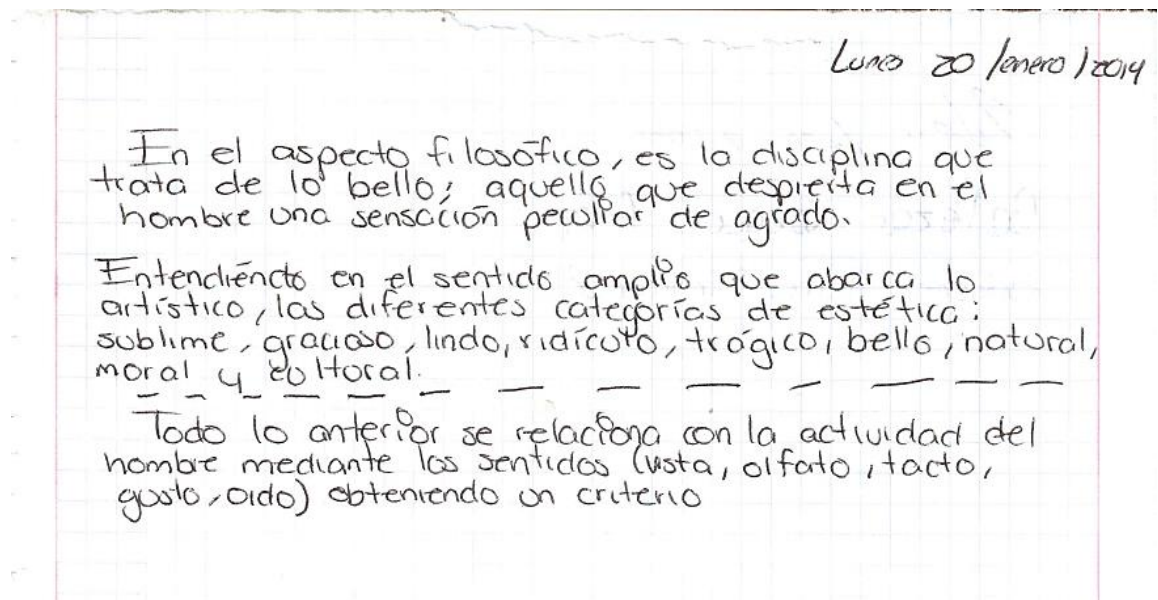 Lunes 20/enero/2014
En el aspecto filosófico, es la disciplina que
trata de lo bello; aquello que despierta en el
hombre una sensación peculiar de agrado.
Entendiéndo en el sentido amplio que abarca lo
artístico, las diferentes categorías de estética:
sublime, gracioso, lindo, ridículo, trágico, bello, natural,
moral y cultural.
Todo lo anterior se relaciona con la actividad del
hombre mediante los sentidos (vista, olfato, tacto,
gusto, oido) obteniendo un criterio